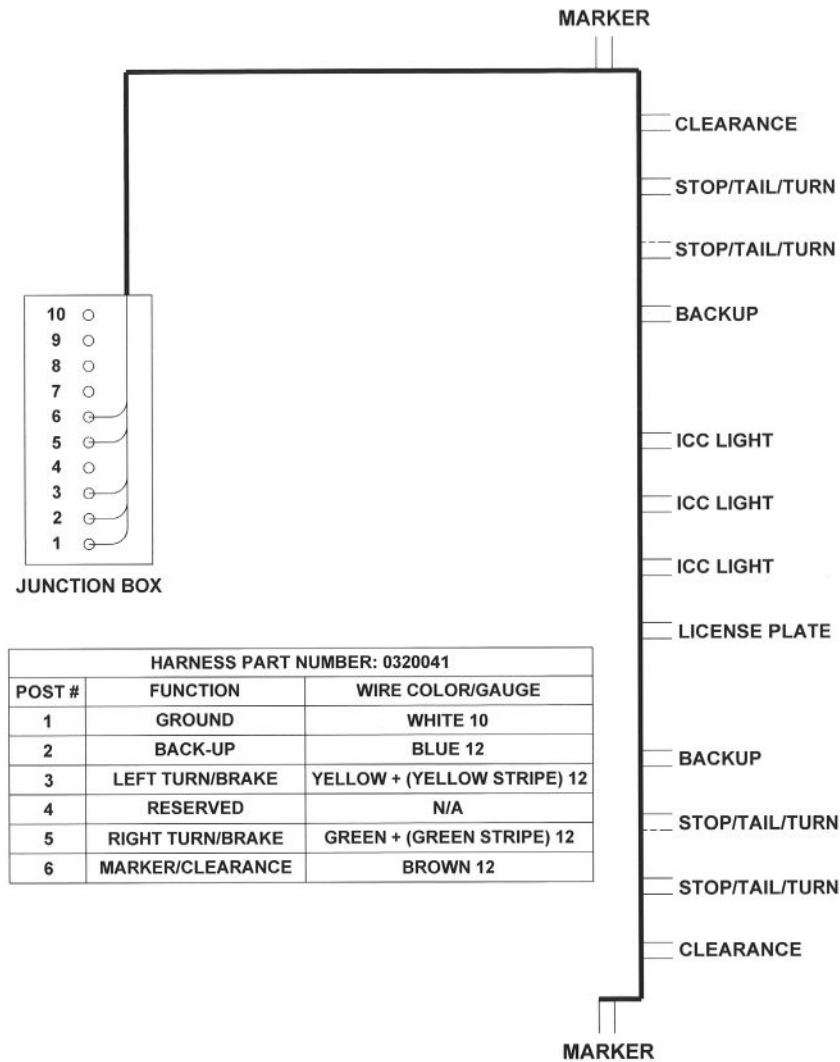 MARKER
CLEARANCE
STOP/TAIL/TURN
STOP/TAIL/TURN
BACKUP
10
9
8
7
6
5
4
3
2
1
JUNCTION BOX
ICC LIGHT
ICC LIGHT
ICC LIGHT
LICENSE PLATE
BACKUP
STOP/TAIL/TURN
STOP/TAIL/TURN
CLEARANCE
MARKER
HARNESS PART NUMBER: 0320041
POST # FUNCTION WIRE COLOR/GAUGE
1 GROUND WHITE 10
2 BACK-UP BLUE 12
3 LEFT TURN/BRAKE YELLOW + (YELLOW STRIPE) 12
4 RESERVED N/A
5 RIGHT TURN/BRAKE GREEN + (GREEN STRIPE) 12
6 MARKER/CLEARANCE BROWN 12